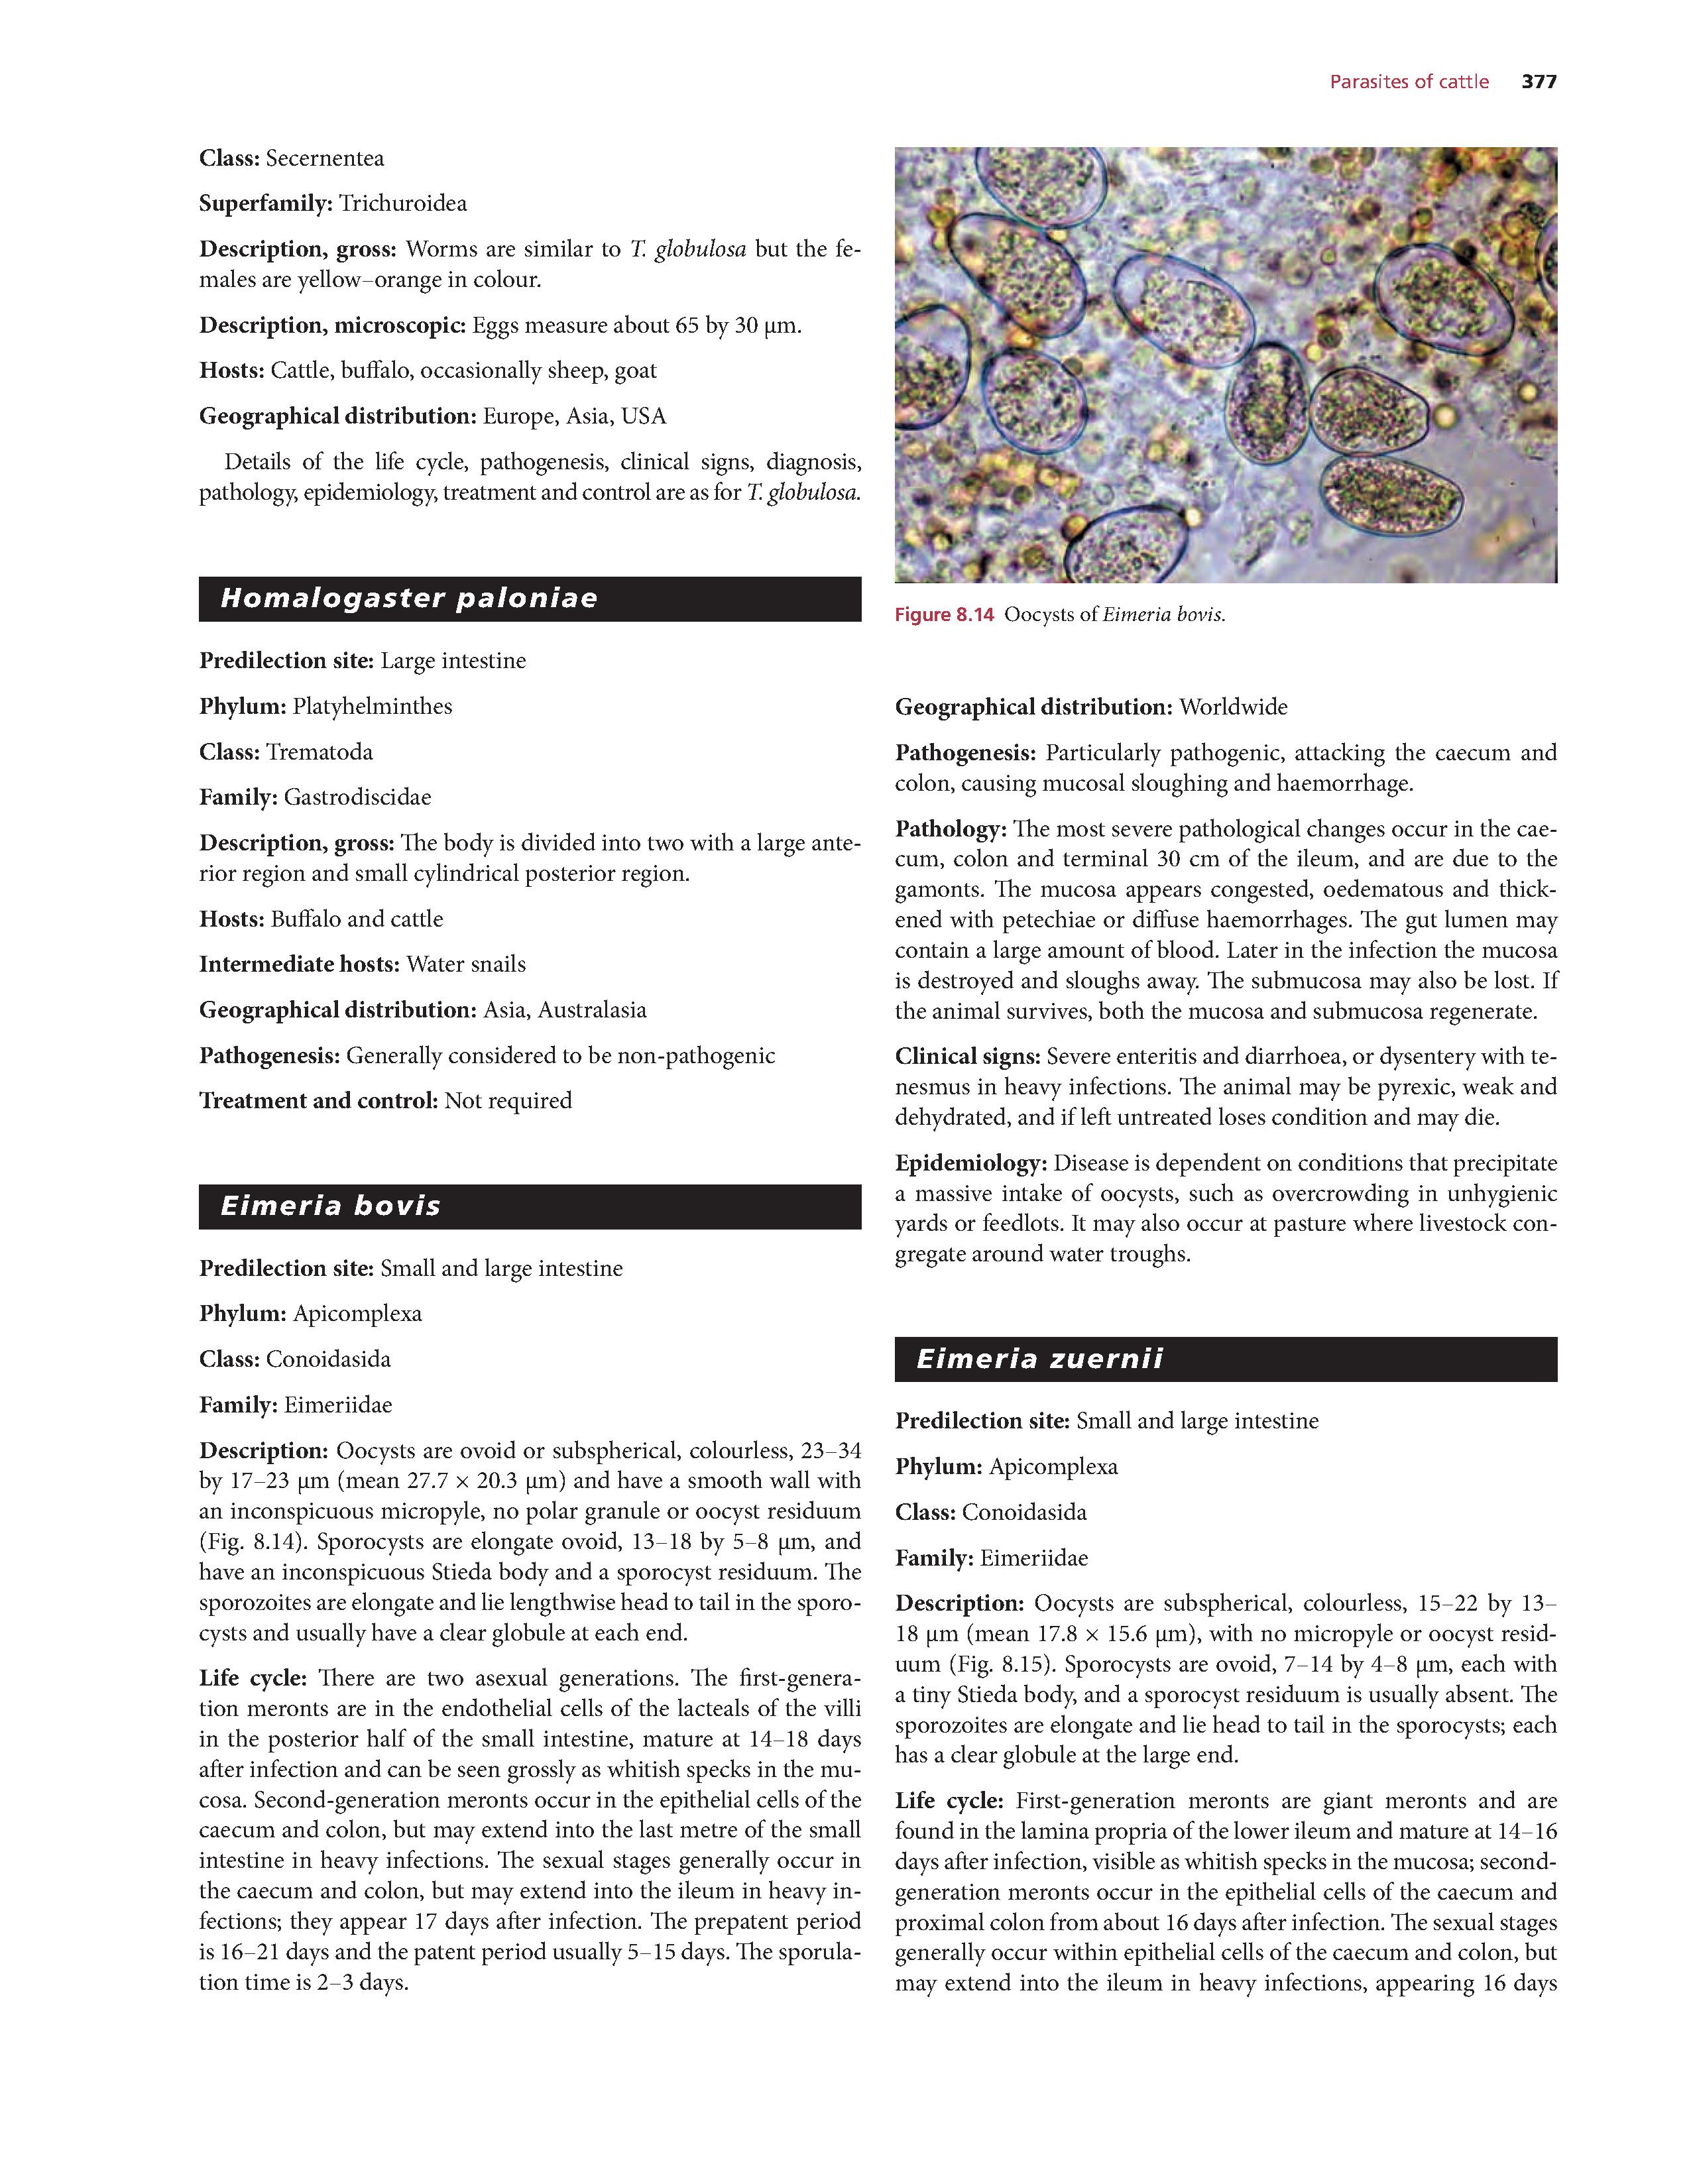 Parasites of cattle 377
Class: Secernentea
Superfamily: Trichuroidea
Description, gross: Worms are similar to T. globulosa but the fe-
males are yellow–orange in colour.
Description, microscopic: Eggs measure about 65 by 30 μm.
Hosts: Cattle, buffalo, occasionally sheep, goat
Geographical distribution: Europe, Asia, USA
Details of the life cycle, pathogenesis, clinical signs, diagnosis,
pathology, epidemiology, treatment and control are as for T. globulosa.
Homalogaster paloniae
Predilection site: Large intestine
Phylum: Platyhelminthes
Class: Trematoda
Family: Gastrodiscidae
Description, gross: The body is divided into two with a large ante-
rior region and small cylindrical posterior region.
Hosts: Buffalo and cattle
Intermediate hosts: Water snails
Geographical distribution: Asia, Australasia
Pathogenesis: Generally considered to be non-pathogenic
Treatment and control: Not required
Eimeria bovis
Predilection site: Small and large intestine
Phylum: Apicomplexa
Class: Conoidasida
Family: Eimeriidae
Description: Oocysts are ovoid or subspherical, colourless, 23–34
by 17–23 μm (mean 27.7 × 20.3 μm) and have a smooth wall with
an inconspicuous micropyle, no polar granule or oocyst residuum
(Fig. 8.14). Sporocysts are elongate ovoid, 13–18 by 5–8 μm, and
have an inconspicuous Stieda body and a sporocyst residuum. The
sporozoites are elongate and lie lengthwise head to tail in the sporo-
cysts and usually have a clear globule at each end.
Life cycle: There are two asexual generations. The first-genera-
tion meronts are in the endothelial cells of the lacteals of the villi
in the posterior half of the small intestine, mature at 14–18 days
after infection and can be seen grossly as whitish specks in the mu-
cosa. Second-generation meronts occur in the epithelial cells of the
caecum and colon, but may extend into the last metre of the small
intestine in heavy infections. The sexual stages generally occur in
the caecum and colon, but may extend into the ileum in heavy in-
fections; they appear 17 days after infection. The prepatent period
is 16–21 days and the patent period usually 5–15 days. The sporula-
tion time is 2–3 days.
Figure 8.14 Oocysts of Eimeria bovis.
Geographical distribution: Worldwide
Pathogenesis: Particularly pathogenic, attacking the caecum and
colon, causing mucosal sloughing and haemorrhage.
Pathology: The most severe pathological changes occur in the cae-
cum, colon and terminal 30 cm of the ileum, and are due to the
gamonts. The mucosa appears congested, oedematous and thick-
ened with petechiae or diffuse haemorrhages. The gut lumen may
contain a large amount of blood. Later in the infection the mucosa
is destroyed and sloughs away. The submucosa may also be lost. If
the animal survives, both the mucosa and submucosa regenerate.
Clinical signs: Severe enteritis and diarrhoea, or dysentery with te-
nesmus in heavy infections. The animal may be pyrexic, weak and
dehydrated, and if left untreated loses condition and may die.
Epidemiology: Disease is dependent on conditions that precipitate
a massive intake of oocysts, such as overcrowding in unhygienic
yards or feedlots. It may also occur at pasture where livestock con-
gregate around water troughs.
Eimeria zuernii
Predilection site: Small and large intestine
Phylum: Apicomplexa
Class: Conoidasida
Family: Eimeriidae
Description: Oocysts are subspherical, colourless, 15–22 by 13–
18 μm (mean 17.8 × 15.6 μm), with no micropyle or oocyst resid-
uum (Fig. 8.15). Sporocysts are ovoid, 7–14 by 4–8 μm, each with
a tiny Stieda body, and a sporocyst residuum is usually absent. The
sporozoites are elongate and lie head to tail in the sporocysts; each
has a clear globule at the large end.
Life cycle: First-generation meronts are giant meronts and are
found in the lamina propria of the lower ileum and mature at 14–16
days after infection, visible as whitish specks in the mucosa; second-
generation meronts occur in the epithelial cells of the caecum and
proximal colon from about 16 days after infection. The sexual stages
generally occur within epithelial cells of the caecum and colon, but
may extend into the ileum in heavy infections, appearing 16 days